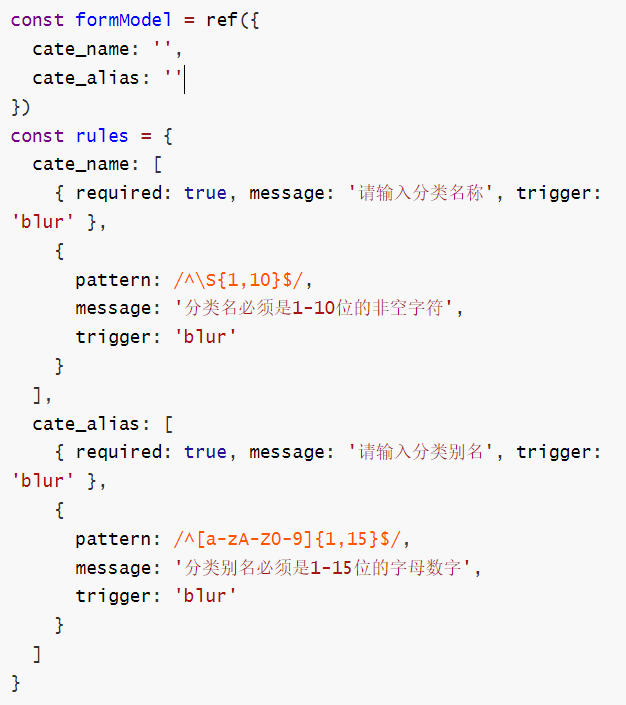 const formModel = ref({
  cate_name: '',
  cate_alias: ''
})
const rules = {
  cate_name: [
    { required: true, message: '请输入分类名称', trigger:
'blur' },
    {
      pattern: /^\S{1,10}$/,
      message: '分类名必须是1-10位的非空字符',
      trigger: 'blur'
    }
  ],
  cate_alias: [
    { required: true, message: '请输入分类别名', trigger:
'blur' },
    {
      pattern: /^[a-zA-Z0-9]{1,15}$/,
      message: '分类别名必须是1-15位的字母数字',
      trigger: 'blur'
    }
  ]
}